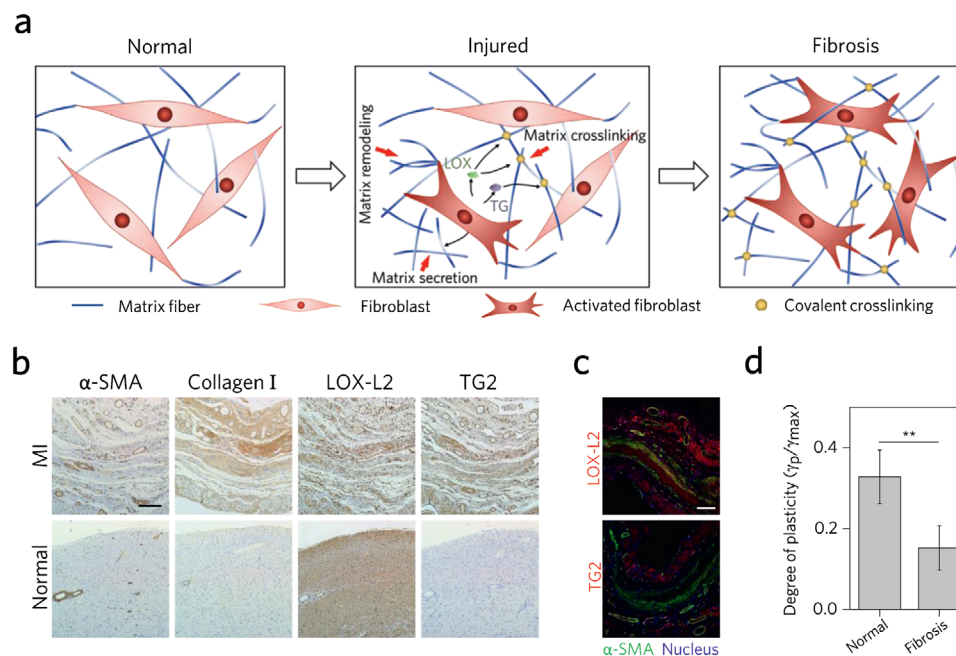 a
Normal
Injured
Fibrosis
Matrix remodeling
Matrix crosslinking
LOX
TG
Matrix secretion
Matrix fiber
Fibroblast
Activated fibroblast
Covalent crosslinking
b
α-SMA
Collagen I
LOX-L2
TG2
MI
Normal
c
LOX-L2
TG2
α-SMA Nucleus
d
Degree of plasticity (γp/γmax)
**
0.4
0.2
0.0
Normal
Fibrosis